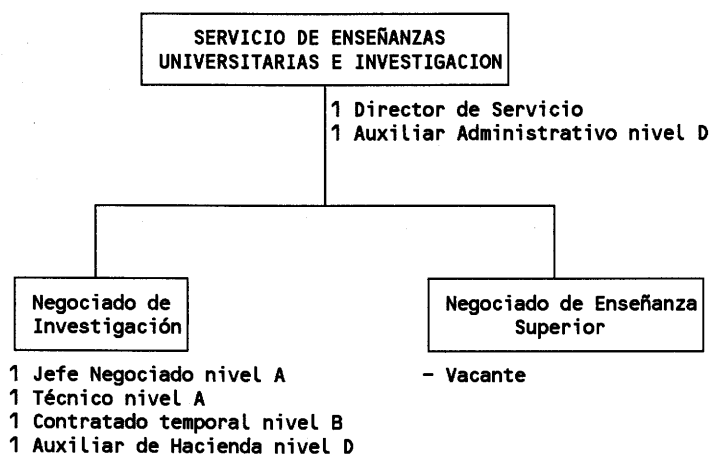 SERVICIO DE ENSEÑANZAS
UNIVERSITARIAS E INVESTIGACION
1 Director de Servicio
1 Auxiliar Administrativo nivel D
Negociado de
Investigación
1 Jefe Negociado nivel A
1 Técnico nivel A
1 Contratado temporal nivel B
1 Auxiliar de Hacienda nivel D
Negociado de Enseñanza
Superior
- Vacante